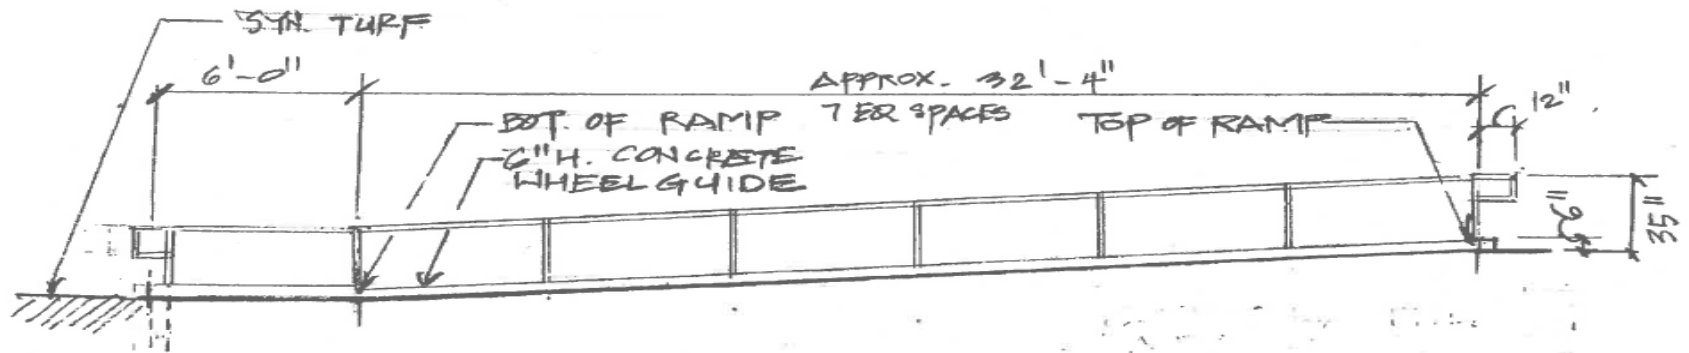 SYN. TURF
6'-0"
APPROX. 32'-4"
12"
BOT. OF RAMP
7 EQ SPACES
TOP OF RAMP
6" H. CONCRETE
WHEEL GUIDE
6"
35"